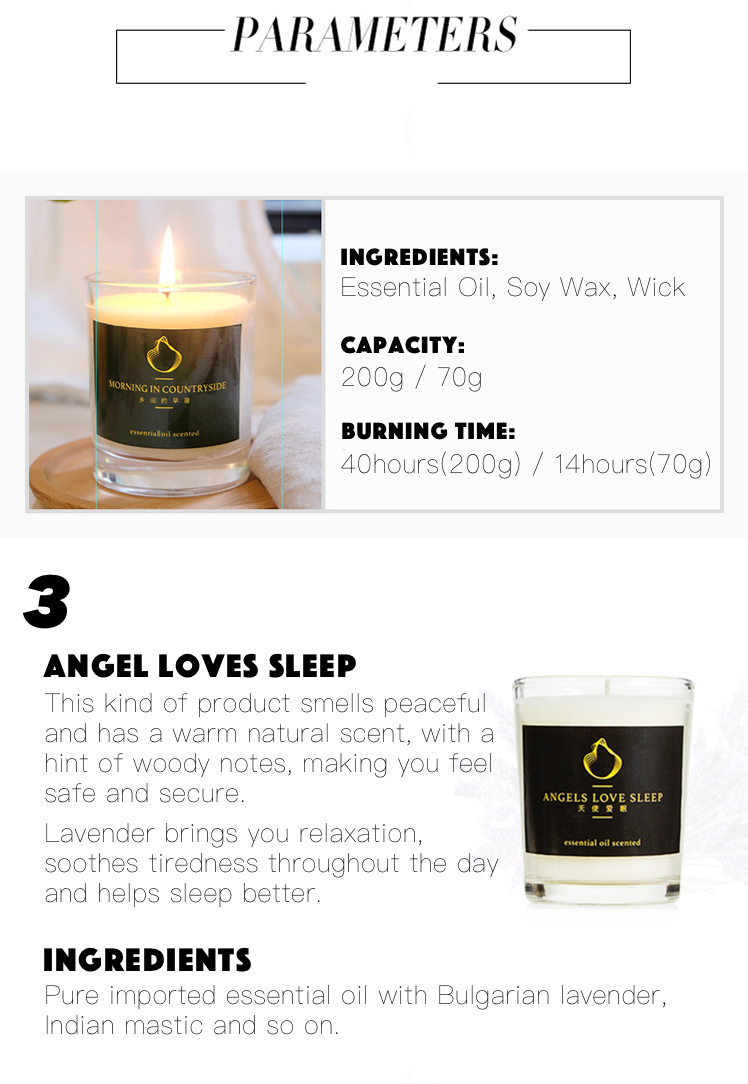 PARAMETERS
INGREDIENTS:
Essential Oil, Soy Wax, Wick
CAPACITY:
200g / 70g
BURNING TIME:
40hours(200g) / 14hours(70g)
MORNING IN COUNTRYSIDE
乡间的早晨
essential oil scented
3
ANGEL LOVES SLEEP
This kind of product smells peaceful
and has a warm natural scent, with a
hint of woody notes, making you feel
safe and secure.
Lavender brings you relaxation,
soothes tiredness throughout the day
and helps sleep better.
ANGELS LOVE SLEEP
天使爱眠
essential oil scented
INGREDIENTS
Pure imported essential oil with Bulgarian lavender,
Indian mastic and so on.